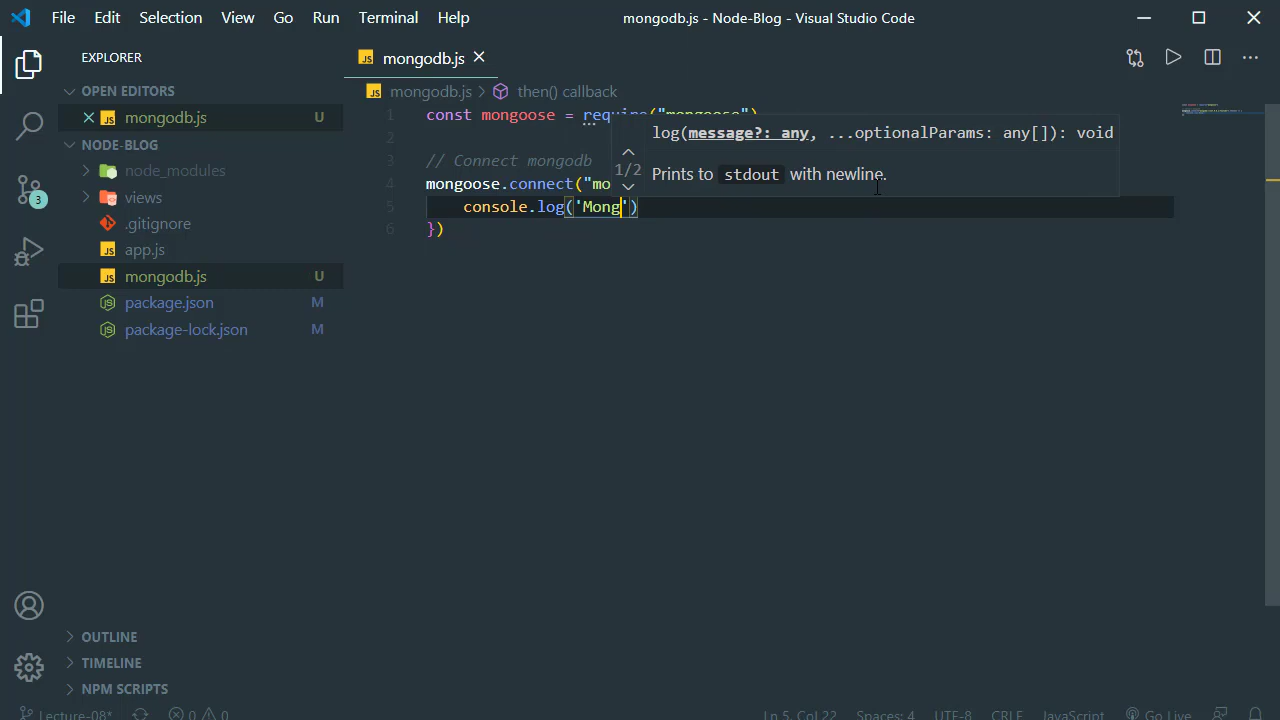 File Edit Selection View Go Run Terminal Help
mongodb.js - Node-Blog - Visual Studio Code
EXPLORER
OPEN EDITORS
JS mongodb.js U
NODE-BLOG
node_modules
views
.gitignore
JS app.js
JS mongodb.js U
package.json M
package-lock.json M
OUTLINE
TIMELINE
NPM SCRIPTS
3
JS mongodb.js
JS mongodb.js > then() callback
1 const mongoose = require("mongoose")
2
3 // Connect mongodb
4 mongoose.connect("mo
5 console.log('Mong')
6 })
log(message?: any, ...optionalParams: any[]): void
1/2
Prints to stdout with newline.
Lecture-08* 0 0 Ln 5, Col 22 Spaces: 4 UTF-8 CRLF JavaScript Go Live